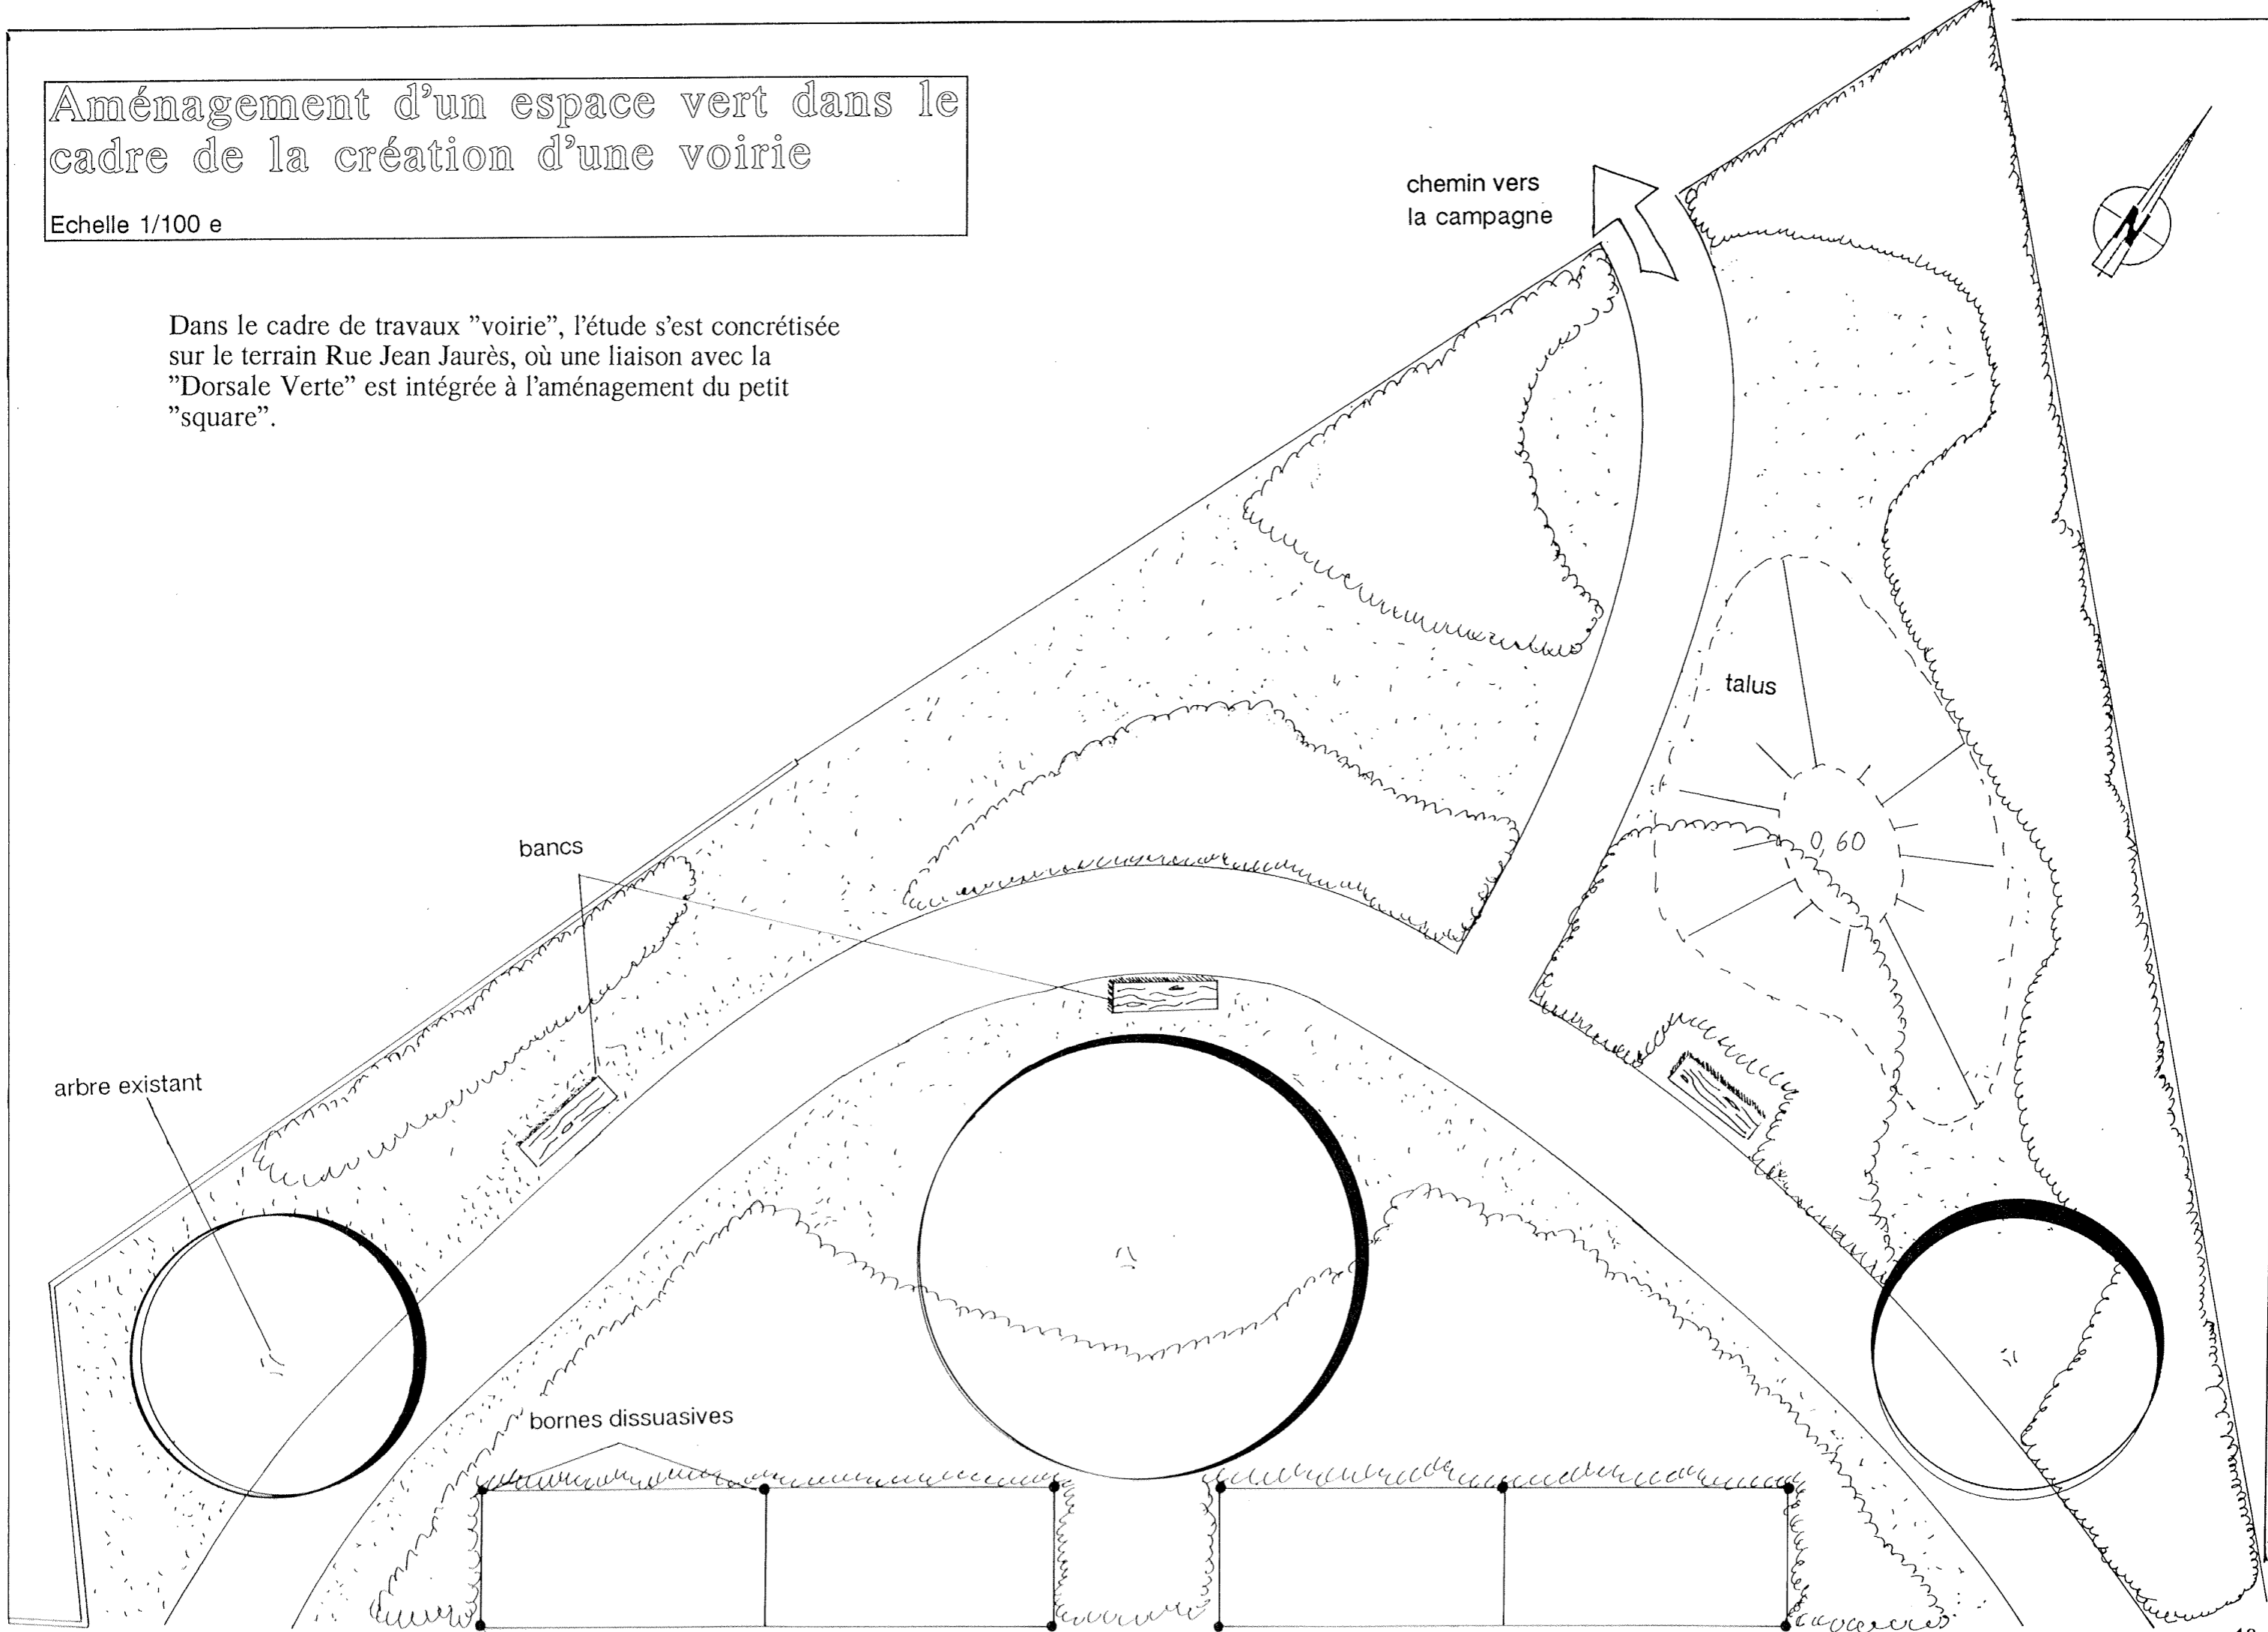 Aménagement d'un espace vert dans le
cadre de la création d'une voirie
Echelle 1/100 e
Dans le cadre de travaux "voirie", l'étude s'est concrétisée
sur le terrain Rue Jean Jaurès, où une liaison avec la
"Dorsale Verte" est intégrée à l'aménagement du petit
"square".
chemin vers
la campagne
N
talus
0,60
bancs
arbre existant
bornes dissuasives